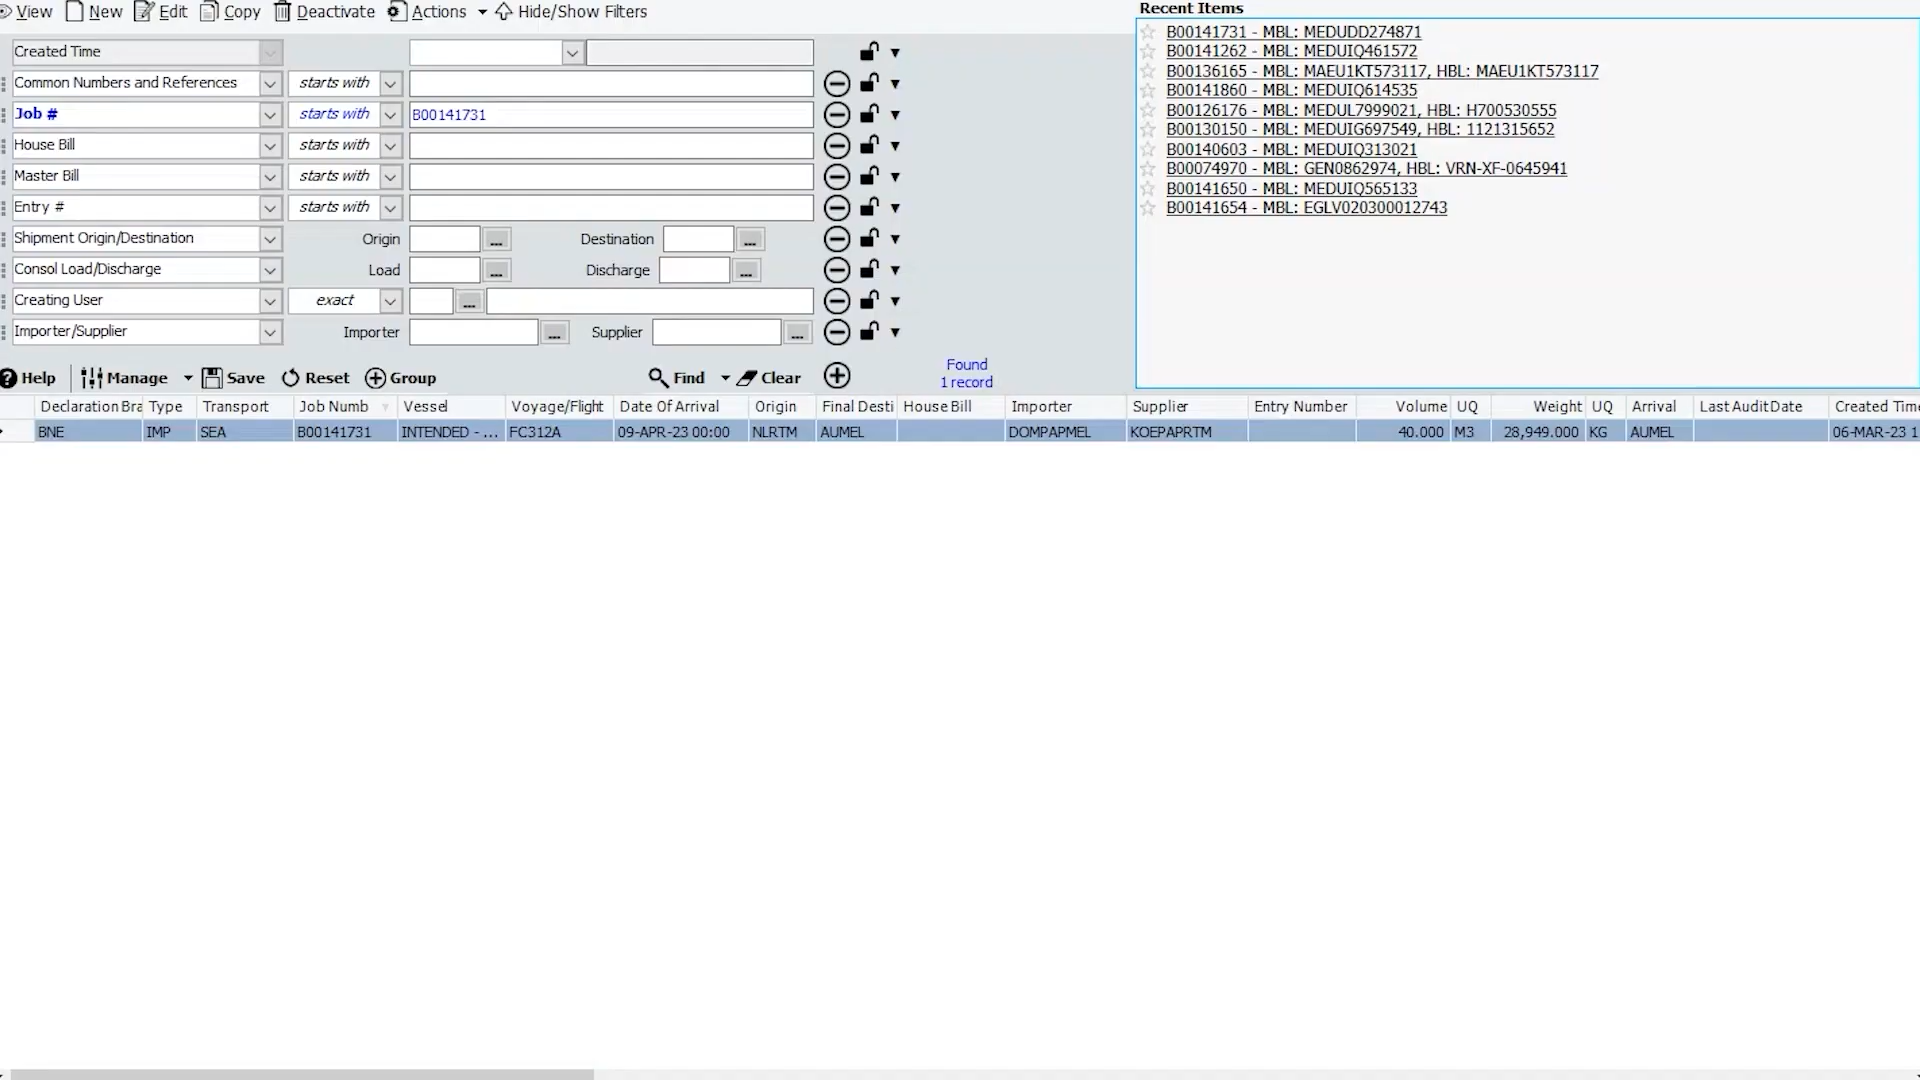 View New Edit Copy Deactivate Actions Hide/Show Filters
Recent Items
B00141731 - MBL: MEDUDD274871
B00141262 - MBL: MEDUIQ461572
B00136165 - MBL: MAEU1KT573117, HBL: MAEU1KT573117
B00141860 - MBL: MEDUIQ614535
B00126176 - MBL: MEDUL7999021, HBL: H700530555
B00130150 - MBL: MEDUIG697549, HBL: 1121315652
B00140603 - MBL: MEDUIQ313021
B00074970 - MBL: GEN0862974, HBL: VRN-XF-0645941
B00141650 - MBL: MEDUIQ565133
B00141654 - MBL: EGLV020300012743
Created Time
Common Numbers and References starts with
Job # starts with B00141731
House Bill starts with
Master Bill starts with
Entry # starts with
Shipment Origin/Destination Origin ... Destination ...
Consol Load/Discharge Load ... Discharge ...
Creating User exact ...
Importer/Supplier Importer ... Supplier ...
Help Manage Save Reset Group Find Clear
Found
1 record
Declaration Bra Type Transport Job Numb Vessel Voyage/Flight Date Of Arrival Origin Final Desti House Bill Importer Supplier Entry Number Volume UQ Weight UQ Arrival Last Audit Date Created Time
BNE IMP SEA B00141731 INTENDED - ... FC312A 09-APR-23 00:00 NLRTM AUMEL DOMPAPMEL KOEPAPRTM 40.000 M3 28,949.000 KG AUMEL 06-MAR-23 1